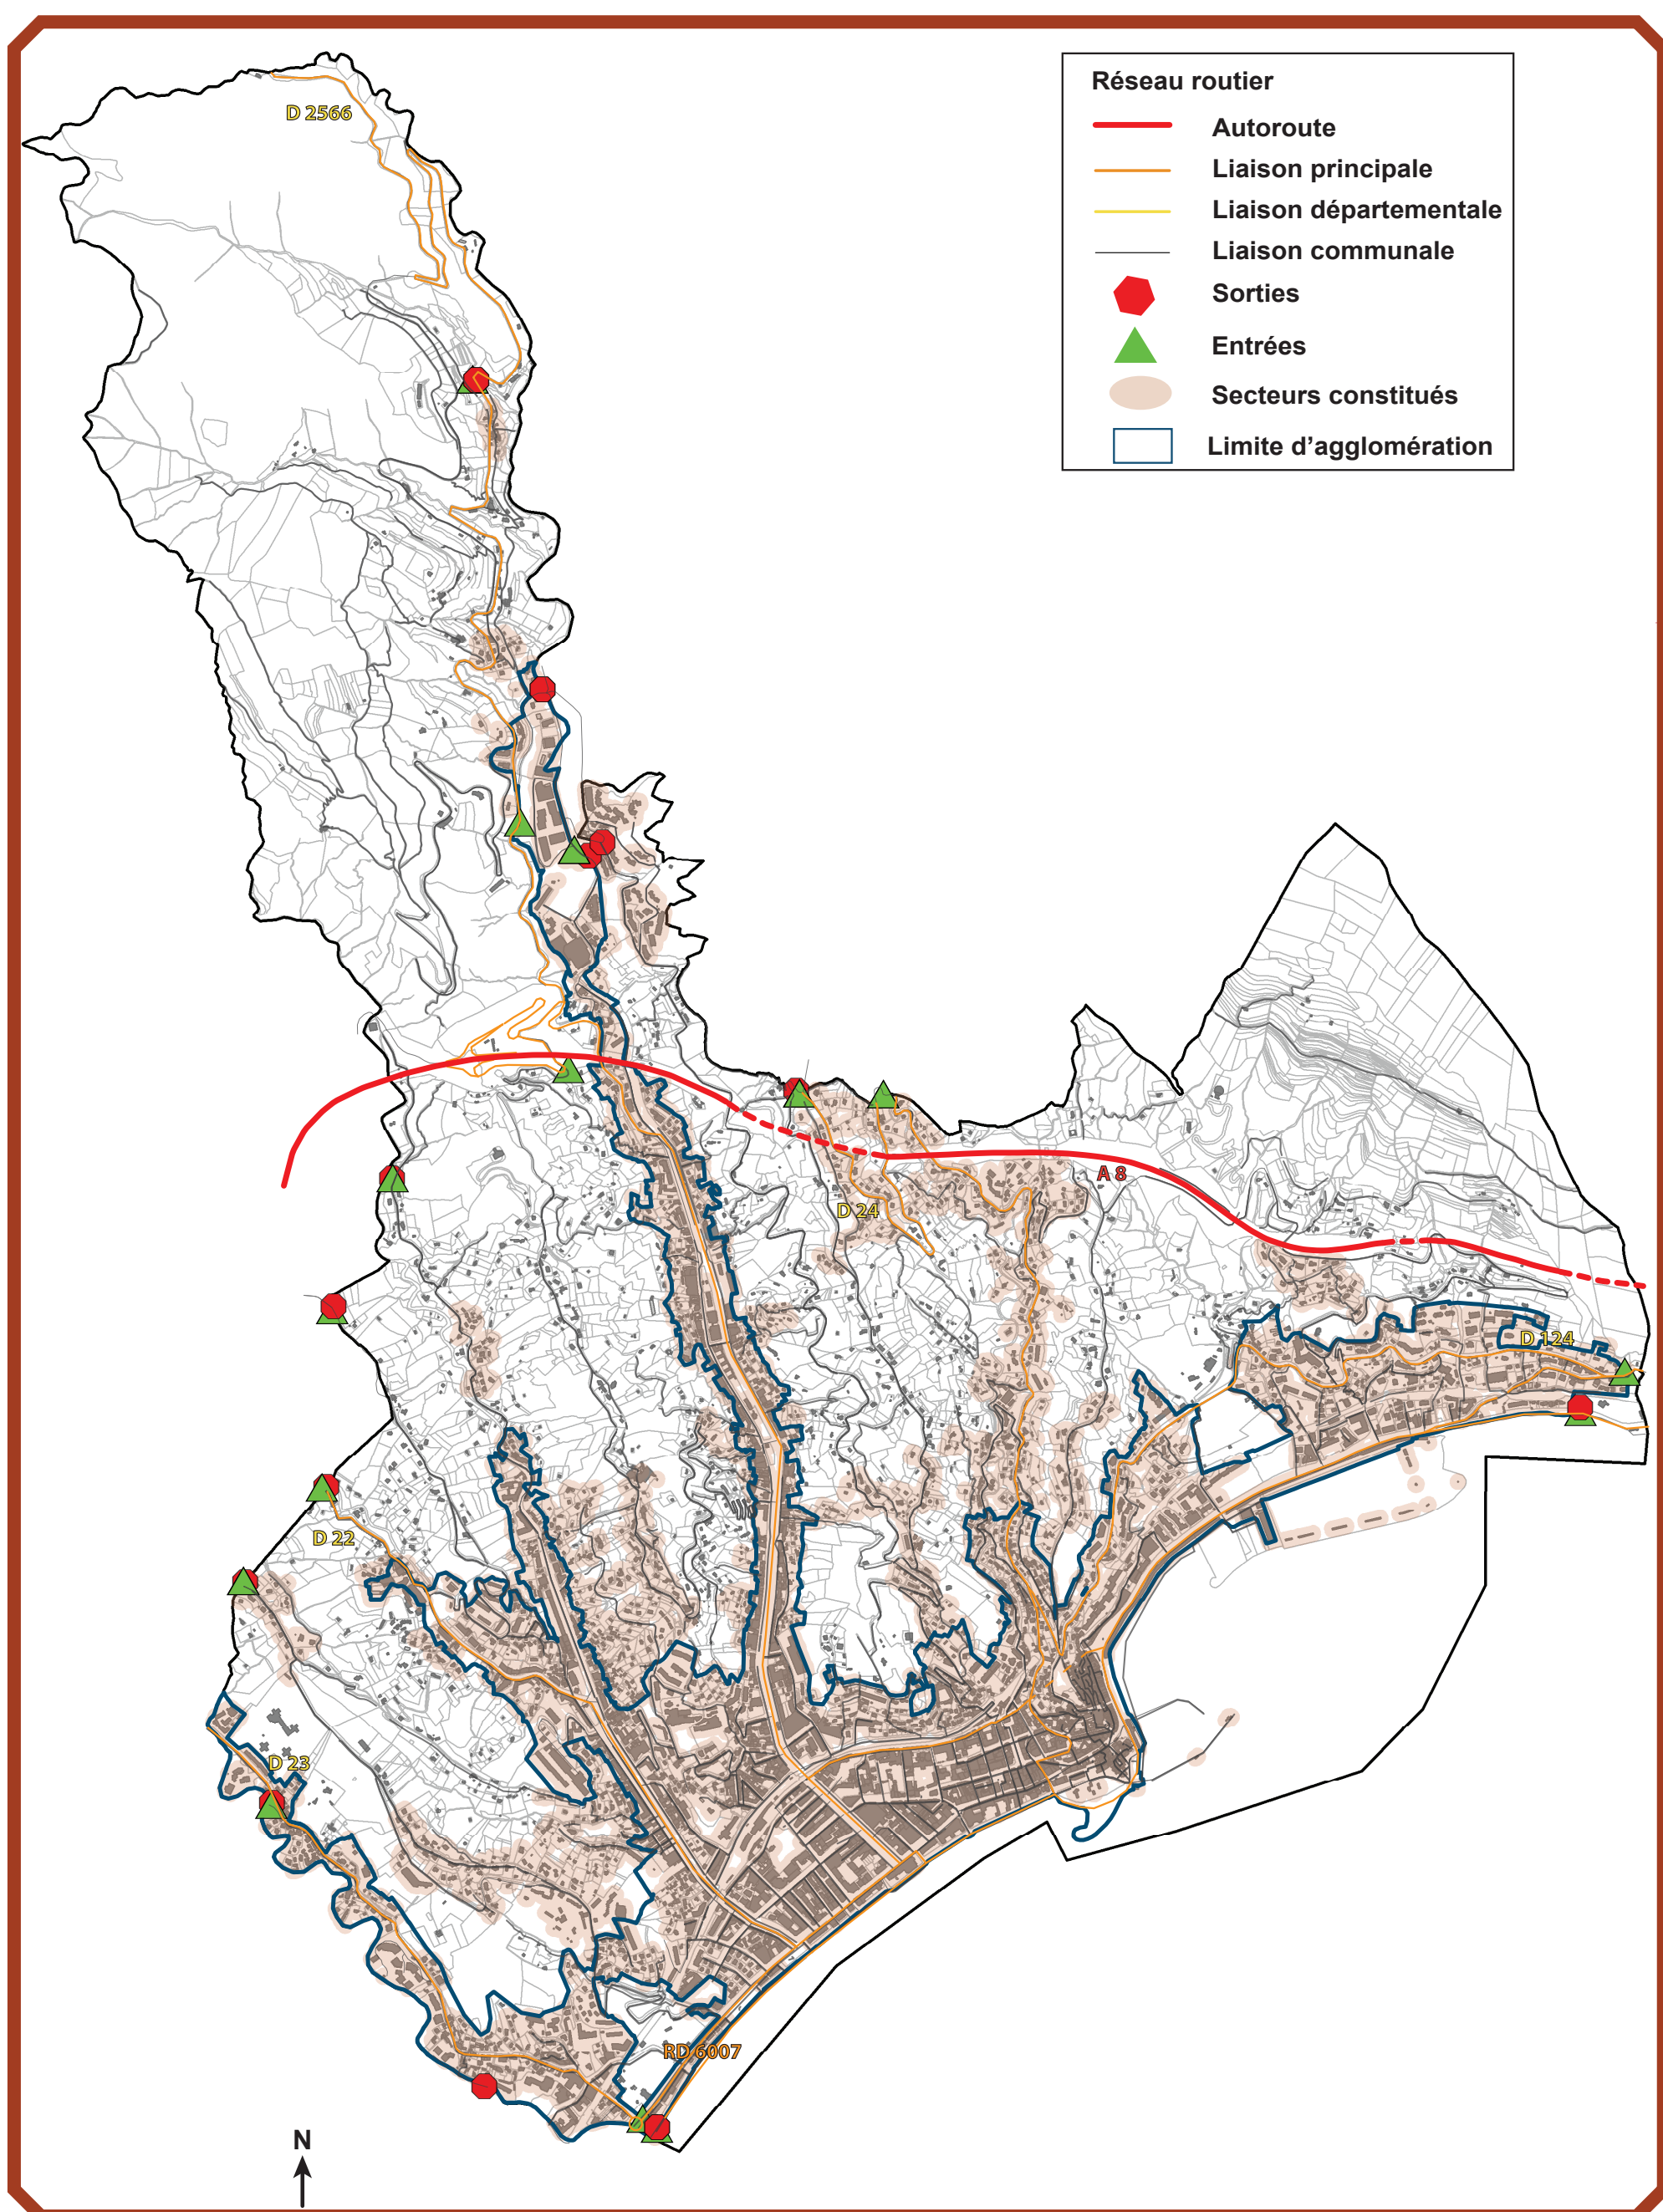 Réseau routier
Autoroute
Liaison principale
Liaison départementale
Liaison communale
Sorties
Entrées
Secteurs constitués
Limite d’agglomération
D 2566
A 8
D 24
D 124
D 22
D 23
RD 6007
N